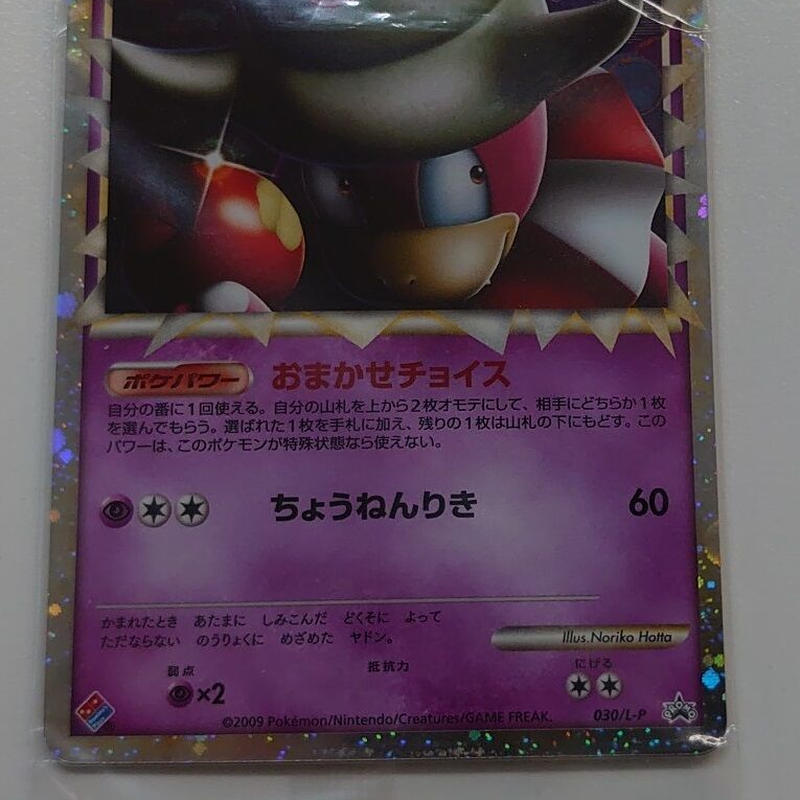 ポケパワー おまかせチョイス
自分の番に1回使える。自分の山札を上から2枚オモテにして、相手にどちらか1枚
を選んでもらう。選ばれた1枚を手札に加え、残りの1枚は山札の下にもどす。この
パワーは、このポケモンが特殊状態なら使えない。
ちょうねんりき 60
かまれたとき あたまに しみこんだ どくそに よって
ただならない のうりょくに めざめた ヤドン。
Illus. Noriko Hotta
弱点 抵抗力 にげる
×2
©2009 Pokémon/Nintendo/Creatures/GAME FREAK. 030/L-P